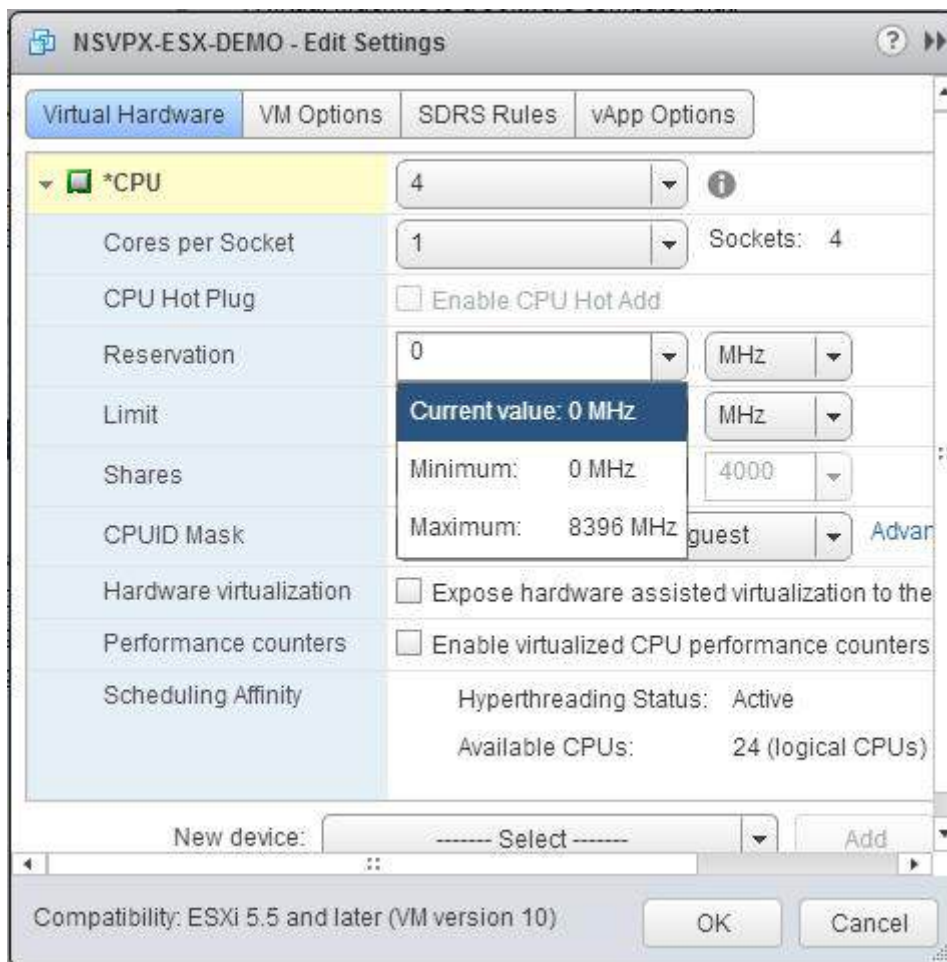 NSVPX-ESX-DEMO - Edit Settings
Virtual Hardware VM Options SDRS Rules vApp Options
*CPU 4
Cores per Socket 1 Sockets: 4
CPU Hot Plug Enable CPU Hot Add
Reservation 0 MHz
Limit Current value: 0 MHz MHz
Shares Minimum: 0 MHz 4000
CPUID Mask Maximum: 8396 MHz guest Advan
Hardware virtualization Expose hardware assisted virtualization to the
Performance counters Enable virtualized CPU performance counters
Scheduling Affinity Hyperthreading Status: Active
Available CPUs: 24 (logical CPUs)
New device: ------- Select ------- Add
Compatibility: ESXi 5.5 and later (VM version 10) OK Cancel